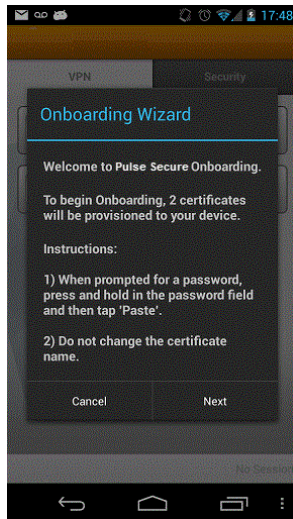 17:48
VPN Security
Onboarding Wizard
Welcome to Pulse Secure Onboarding.
To begin Onboarding, 2 certificates
will be provisioned to your device.
Instructions:
1) When prompted for a password,
press and hold in the password field
and then tap 'Paste'.
2) Do not change the certificate
name.
Cancel Next
No Session